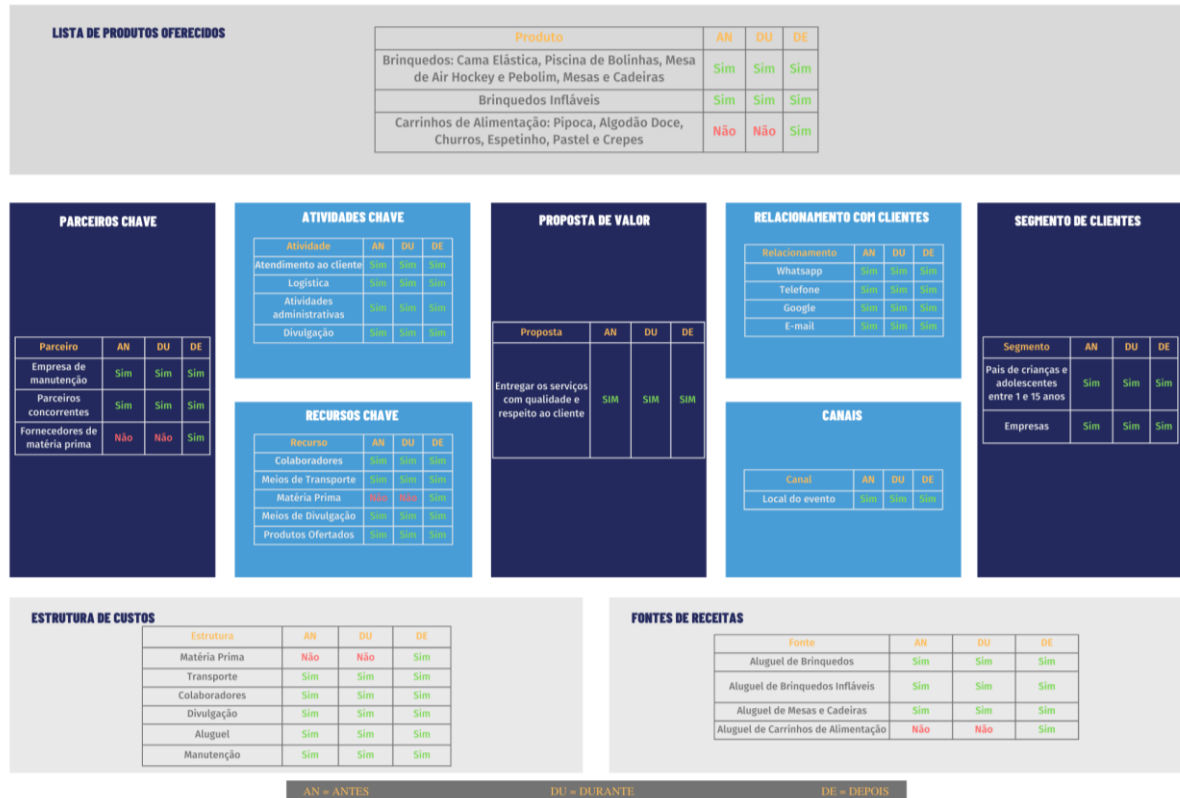 LISTA DE PRODUTOS OFERECIDOS
Produto AN DU DE
Brinquedos: Cama Elástica, Piscina de Bolinhas, Mesa
de Air Hockey e Pebolim, Mesas e Cadeiras
Sim Sim Sim
Brinquedos Infláveis Sim Sim Sim
Carrinhos de Alimentação: Pipoca, Algodão Doce,
Churros, Espetinho, Pastel e Crepes
Não Não Sim
PARCEIROS CHAVE
Parceiro AN DU DE
Empresa de
manutenção
Sim Sim Sim
Parceiros
concorrentes
Sim Sim Sim
Fornecedores de
matéria prima
Não Não Sim
ATIVIDADES CHAVE
Atividade AN DU DE
Atendimento ao cliente Sim Sim Sim
Logística Sim Sim Sim
Atividades
administrativas
Sim Sim Sim
Divulgação Sim Sim Sim
RECURSOS CHAVE
Recurso AN DU DE
Colaboradores Sim Sim Sim
Meios de Transporte Sim Sim Sim
Matéria Prima Não Não Sim
Meios de Divulgação Sim Sim Sim
Produtos Ofertados Sim Sim Sim
PROPOSTA DE VALOR
Proposta AN DU DE
Entregar os serviços
com qualidade e
respeito ao cliente
SIM SIM SIM
RELACIONAMENTO COM CLIENTES
Relacionamento AN DU DE
Whatsapp Sim Sim Sim
Telefone Sim Sim Sim
Google Sim Sim Sim
E-mail Sim Sim Sim
CANAIS
Canal AN DU DE
Local do evento Sim Sim Sim
SEGMENTO DE CLIENTES
Segmento AN DU DE
Pais de crianças e
adolescentes
entre 1 e 15 anos
Sim Sim Sim
Empresas Sim Sim Sim
ESTRUTURA DE CUSTOS
Estrutura AN DU DE
Matéria Prima Não Não Sim
Transporte Sim Sim Sim
Colaboradores Sim Sim Sim
Divulgação Sim Sim Sim
Aluguel Sim Sim Sim
Manutenção Sim Sim Sim
FONTES DE RECEITAS
Fonte AN DU DE
Aluguel de Brinquedos Sim Sim Sim
Aluguel de Brinquedos Infláveis Sim Sim Sim
Aluguel de Mesas e Cadeiras Sim Sim Sim
Aluguel de Carrinhos de Alimentação Não Não Sim
AN = ANTES DU = DURANTE DE = DEPOIS